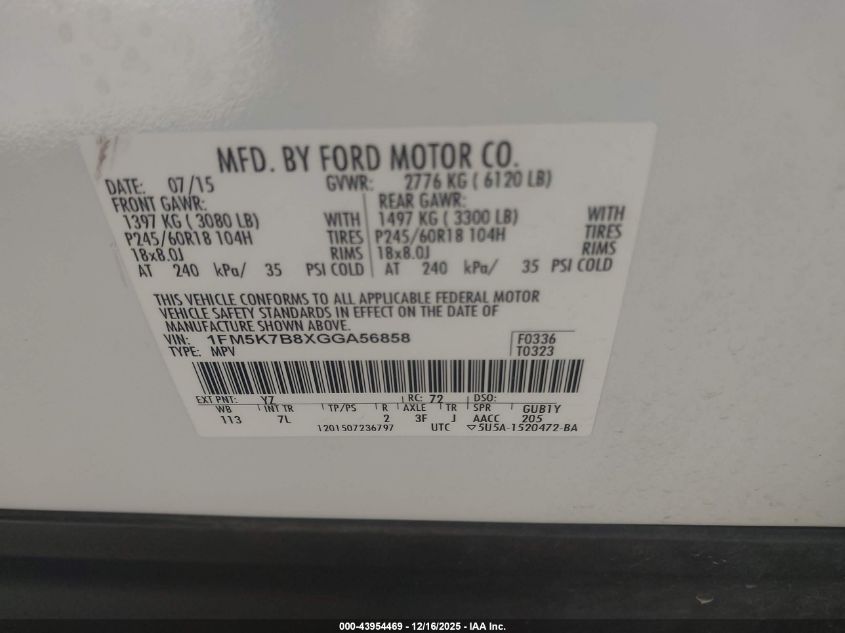 MFD. BY FORD MOTOR CO.
DATE: 07/15 GVWR: 2776 KG ( 6120 LB)
FRONT GAWR: REAR GAWR:
1397 KG ( 3080 LB) WITH 1497 KG ( 3300 LB) WITH
P245/60R18 104H TIRES P245/60R18 104H TIRES
18x8.0J RIMS 18x8.0J RIMS
AT 240 kPa/ 35 PSI COLD AT 240 kPa/ 35 PSI COLD
THIS VEHICLE CONFORMS TO ALL APPLICABLE FEDERAL MOTOR
VEHICLE SAFETY STANDARDS IN EFFECT ON THE DATE OF
MANUFACTURE SHOWN ABOVE.
VIN: 1FM5K7B8XGGA56858 F0336
TYPE: MPV T0323
EXT PNT: YZ RC: 72 DSO:
WB INT TR TP/PS R AXLE TR SPR GUB1Y
113 7L 2 3F J AACC 205
1201507236797 UTC ▽5U5A-1520472-BA
000-43954469 - 12/16/2025 - IAA Inc.